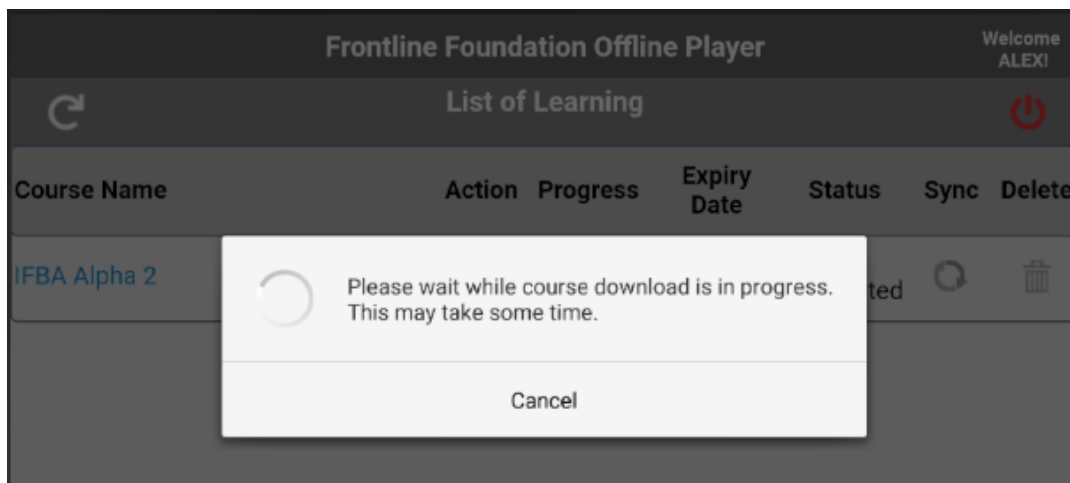 Frontline Foundation Offline Player
Welcome
ALEX!
List of Learning
Course Name Action Progress Expiry Date Status Sync Delete
IFBA Alpha 2
ted
Please wait while course download is in progress.
This may take some time.
Cancel